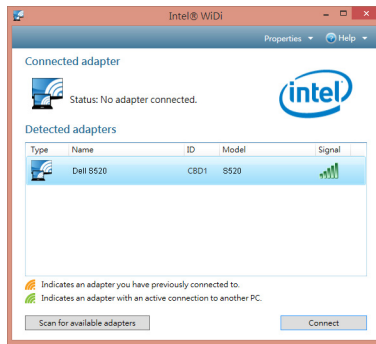 Intel® WiDi
Properties Help
Connected adapter
Status: No adapter connected.
intel
Detected adapters
Type Name ID Model Signal
Dell S520 CBD1 S520
Indicates an adapter you have previously connected to.
Indicates an adapter with an active connection to another PC.
Scan for available adapters Connect